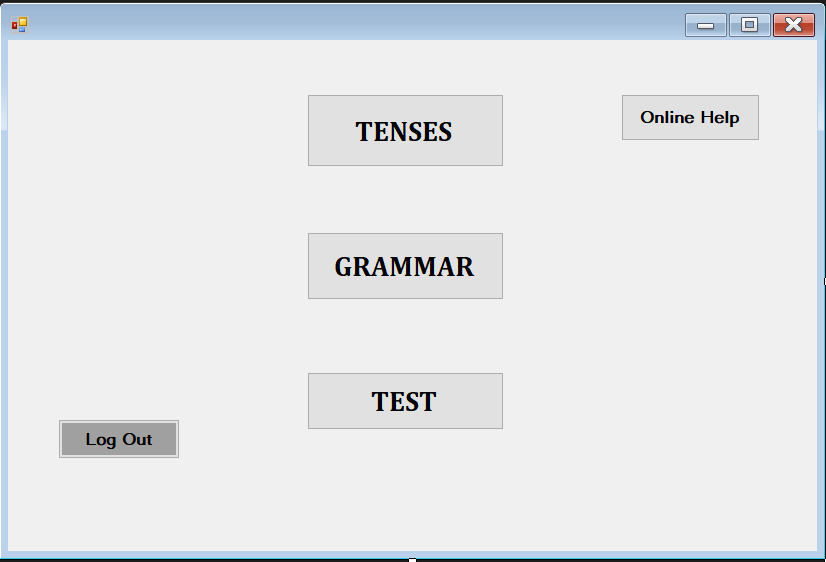 TENSES
Online Help
GRAMMAR
TEST
Log Out